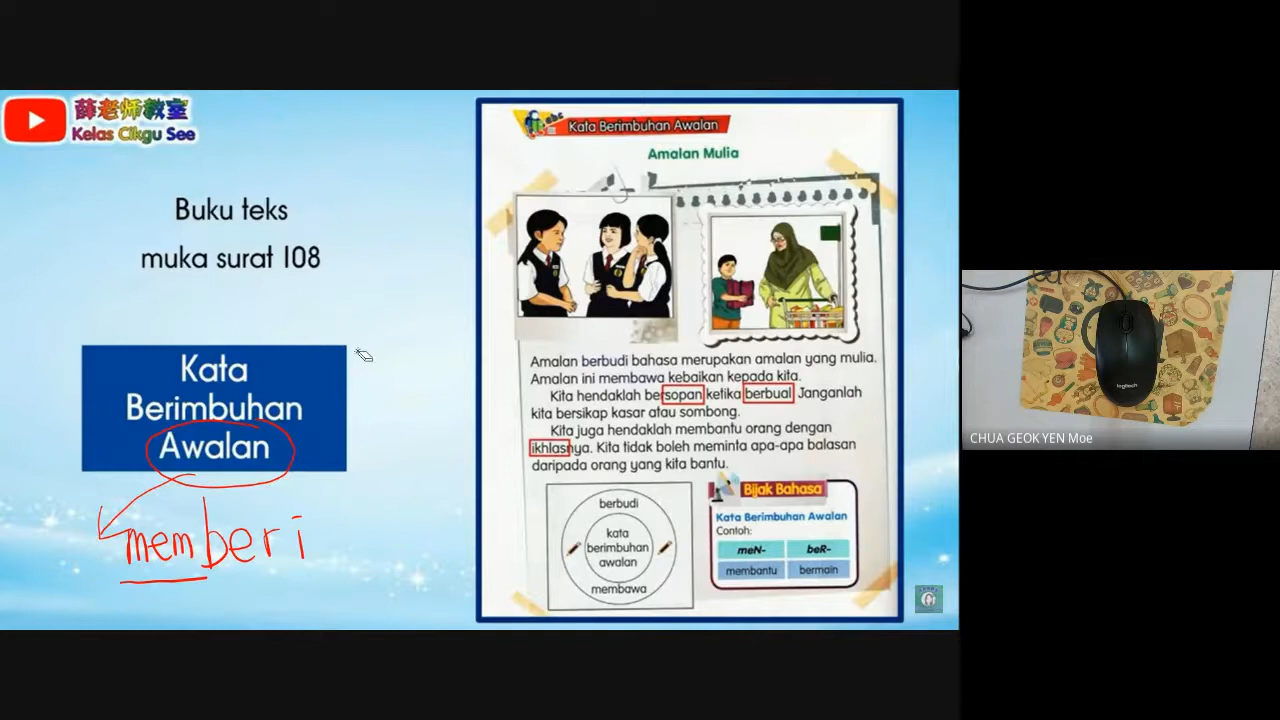 薛老师教室
Kelas Cikgu See
Buku teks
muka surat 108
Kata
Berimbuhan
Awalan
memberi
abc
Kata Berimbuhan Awalan
Amalan Mulia
Amalan berbudi bahasa merupakan amalan yang mulia.
Amalan ini membawa kebaikan kepada kita.
Kita hendaklah bersopan ketika berbual. Janganlah
kita bersikap kasar atau sombong.
Kita juga hendaklah membantu orang dengan
ikhlasnya. Kita tidak boleh meminta apa-apa balasan
daripada orang yang kita bantu.
berbudi
kata
berimbuhan
awalan
membawa
Bijak Bahasa
Kata Berimbuhan Awalan
Contoh:
meN- beR-
membantu bermain
logitech
CHUA GEOK YEN Moe